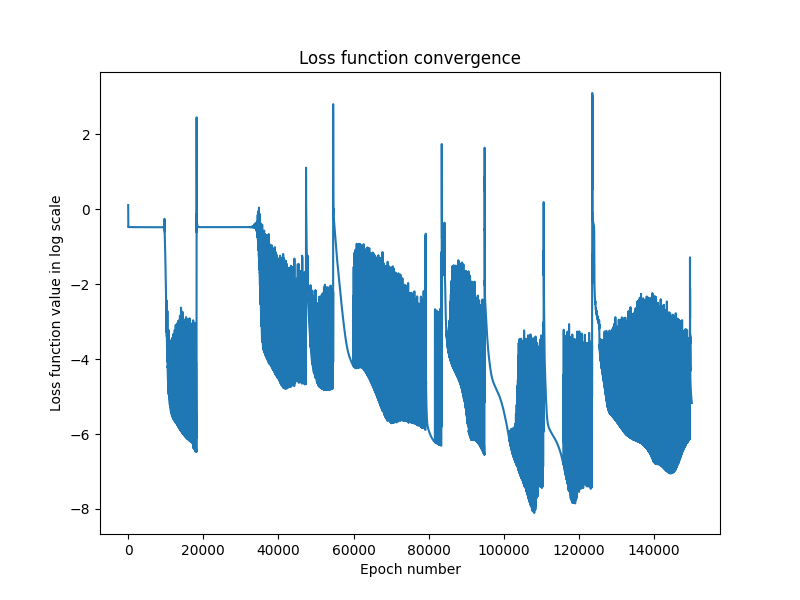 Loss function convergence
Loss function value in log scale
2
0
−2
−4
−6
−8
0 20000 40000 60000 80000 100000 120000 140000
Epoch number